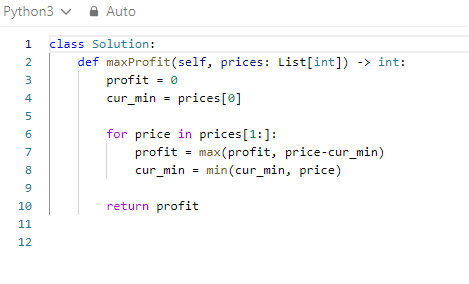 Python3 Auto
1 class Solution:
2     def maxProfit(self, prices: List[int]) -> int:
3         profit = 0
4         cur_min = prices[0]
5
6         for price in prices[1:]:
7             profit = max(profit, price-cur_min)
8             cur_min = min(cur_min, price)
9
10         return profit
11
12